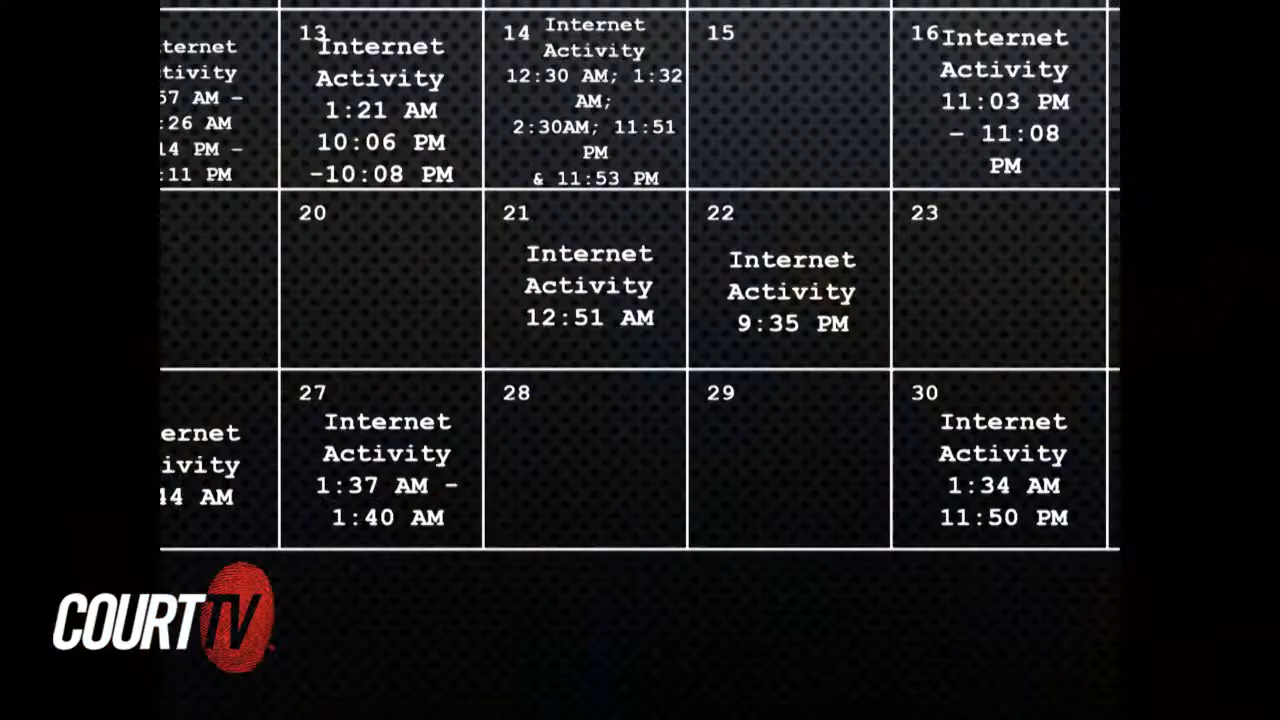 13
Internet
Activity
1:21 AM
10:06 PM
-10:08 PM
14
Internet
Activity
12:30 AM; 1:32
AM;
2:30AM; 11:51
PM
& 11:53 PM
15
16
Internet
Activity
11:03 PM
– 11:08
PM
20
21
Internet
Activity
12:51 AM
22
Internet
Activity
9:35 PM
23
AM
27
Internet
Activity
1:37 AM –
1:40 AM
28
29
30
Internet
Activity
1:34 AM
11:50 PM
COURT TV